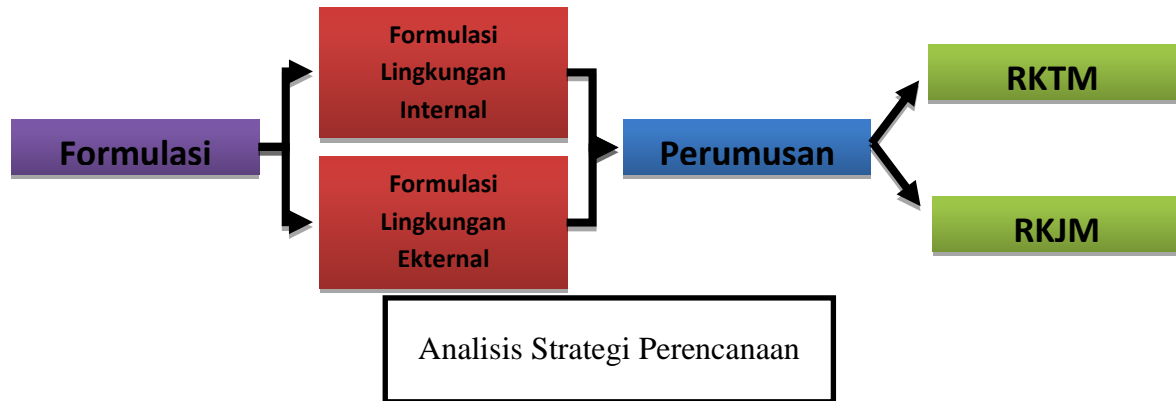 Formulasi
Formulasi
Lingkungan
Internal
Formulasi
Lingkungan
Ekternal
Perumusan
RKTM
RKJM
Analisis Strategi Perencanaan